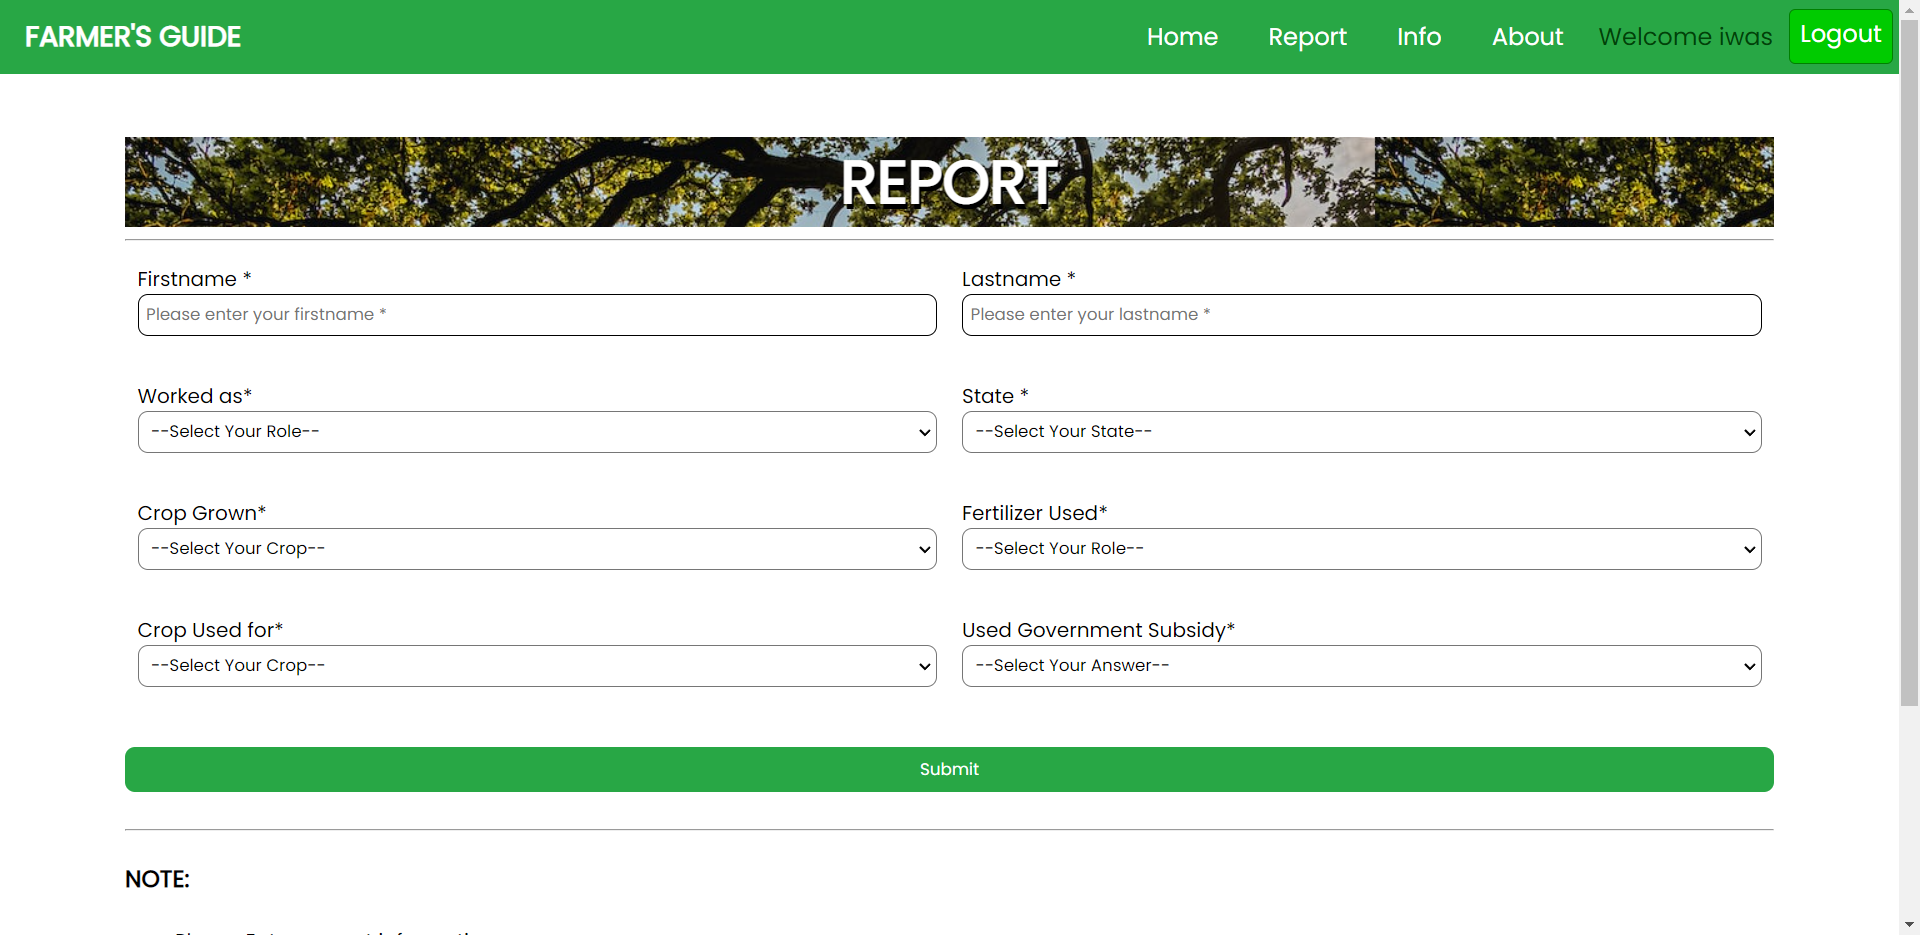 FARMER'S GUIDE
Home Report Info About Welcome iwas Logout
REPORT
Firstname * Lastname *
Please enter your firstname * Please enter your lastname *
Worked as* State *
--Select Your Role-- --Select Your State--
Crop Grown* Fertilizer Used*
--Select Your Crop-- --Select Your Role--
Crop Used for* Used Government Subsidy*
--Select Your Crop-- --Select Your Answer--
Submit
NOTE: